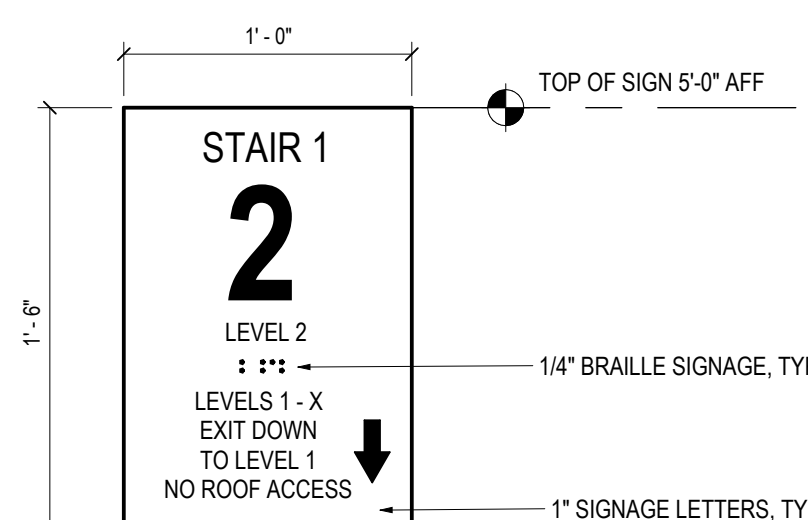 1' - 0"
TOP OF SIGN 5'-0" AFF
STAIR 1
2
1' - 6"
LEVEL 2
1/4" BRAILLE SIGNAGE, TYP
LEVELS 1 - X
EXIT DOWN
TO LEVEL 1
NO ROOF ACCESS
1" SIGNAGE LETTERS, TY